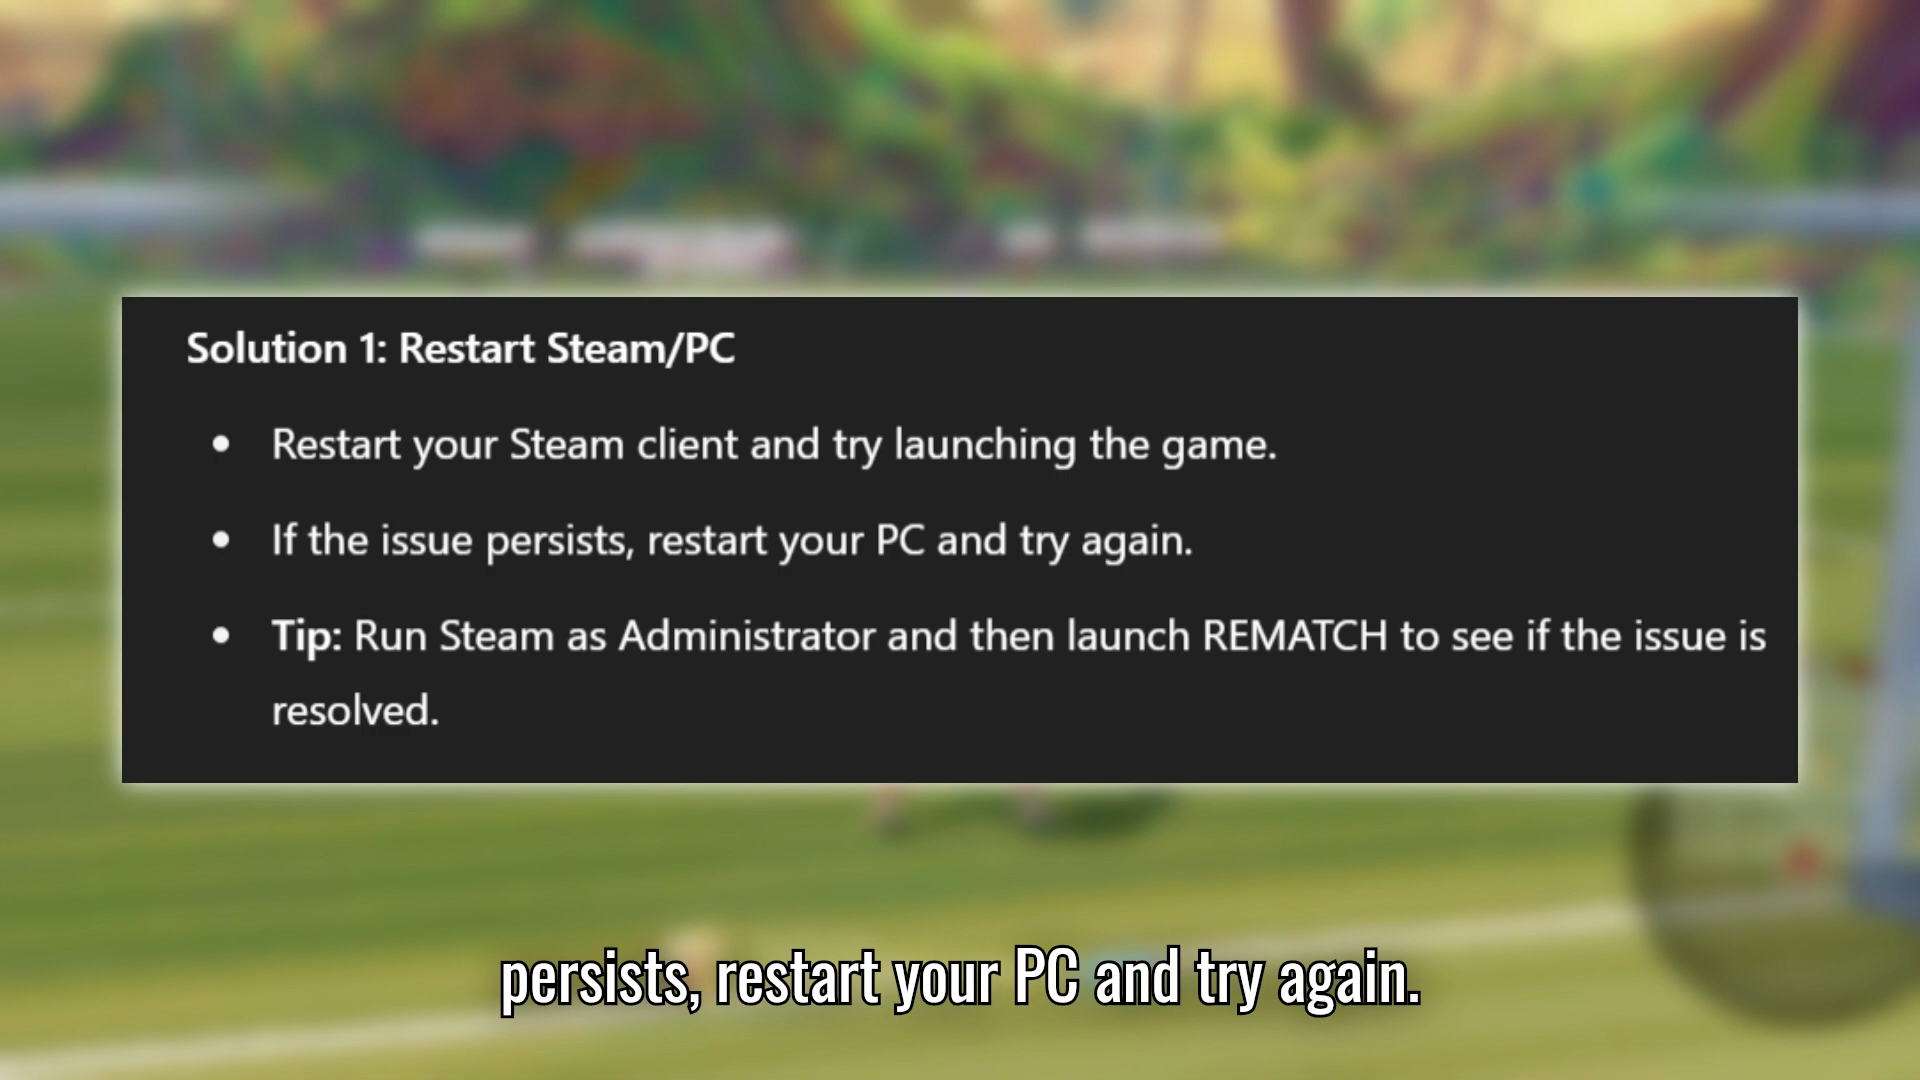 Solution 1: Restart Steam/PC
• Restart your Steam client and try launching the game.
• If the issue persists, restart your PC and try again.
• Tip: Run Steam as Administrator and then launch REMATCH to see if the issue is
resolved.
persists, restart your PC and try again.